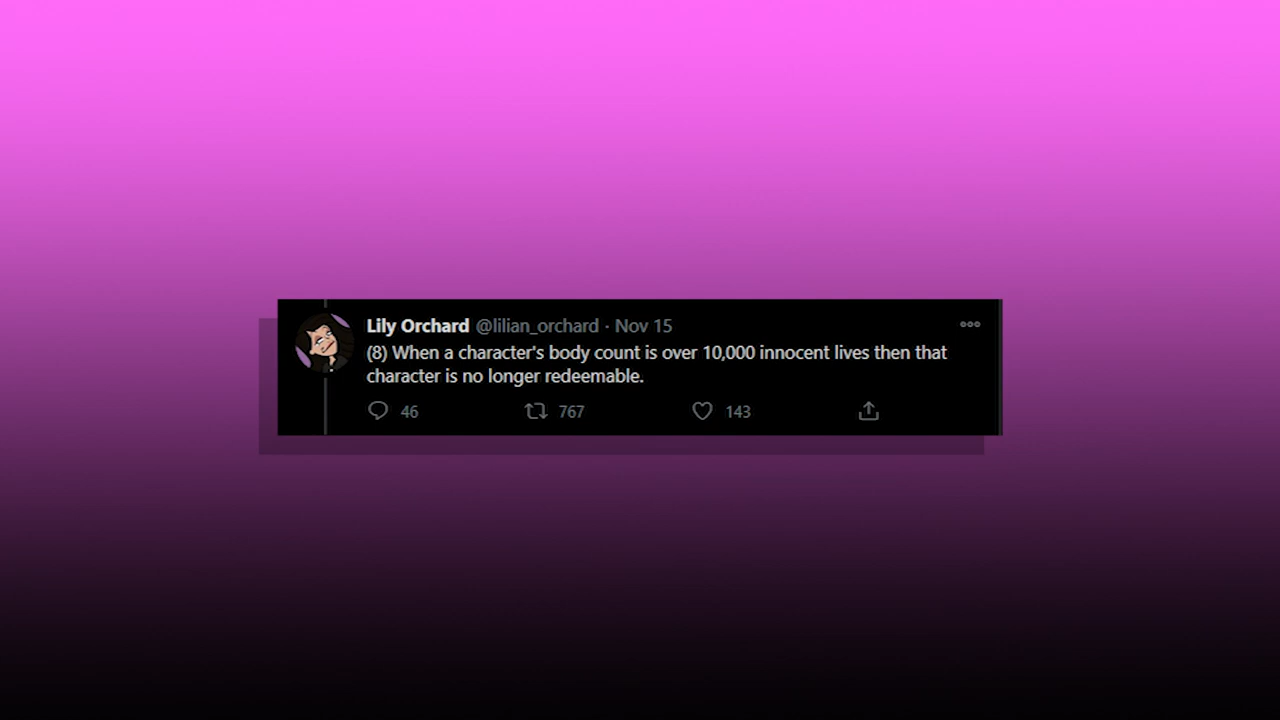 Lily Orchard @lilian_orchard · Nov 15
(8) When a character's body count is over 10,000 innocent lives then that
character is no longer redeemable.
46 767 143